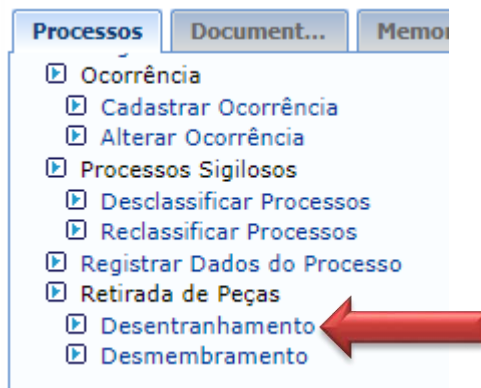 Processos Document... Memor
Ocorrência
Cadastrar Ocorrência
Alterar Ocorrência
Processos Sigilosos
Desclassificar Processos
Reclassificar Processos
Registrar Dados do Processo
Retirada de Peças
Desentranhamento
Desmembramento